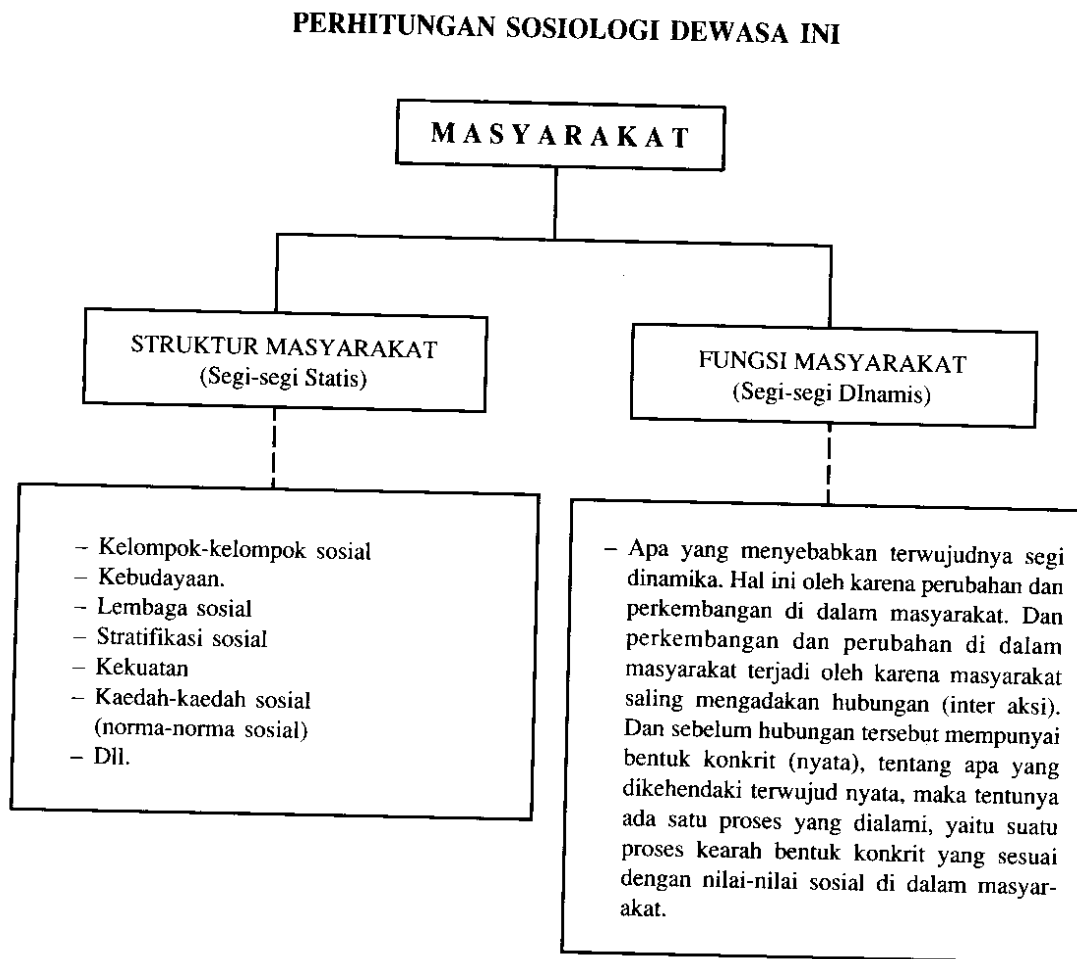 PERHITUNGAN SOSIOLOGI DEWASA INI
MASYARAKAT
STRUKTUR MASYARAKAT
(Segi-segi Statis)
FUNGSI MASYARAKAT
(Segi-segi DInamis)
– Kelompok-kelompok sosial
– Kebudayaan.
– Lembaga sosial
– Stratifikasi sosial
– Kekuatan
– Kaedah-kaedah sosial
(norma-norma sosial)
– Dll.
– Apa yang menyebabkan terwujudnya segi
dinamika. Hal ini oleh karena perubahan dan
perkembangan di dalam masyarakat. Dan
perkembangan dan perubahan di dalam
masyarakat terjadi oleh karena masyarakat
saling mengadakan hubungan (inter aksi).
Dan sebelum hubungan tersebut mempunyai
bentuk konkrit (nyata), tentang apa yang
dikehendaki terwujud nyata, maka tentunya
ada satu proses yang dialami, yaitu suatu
proses kearah bentuk konkrit yang sesuai
dengan nilai-nilai sosial di dalam masyar-
akat.